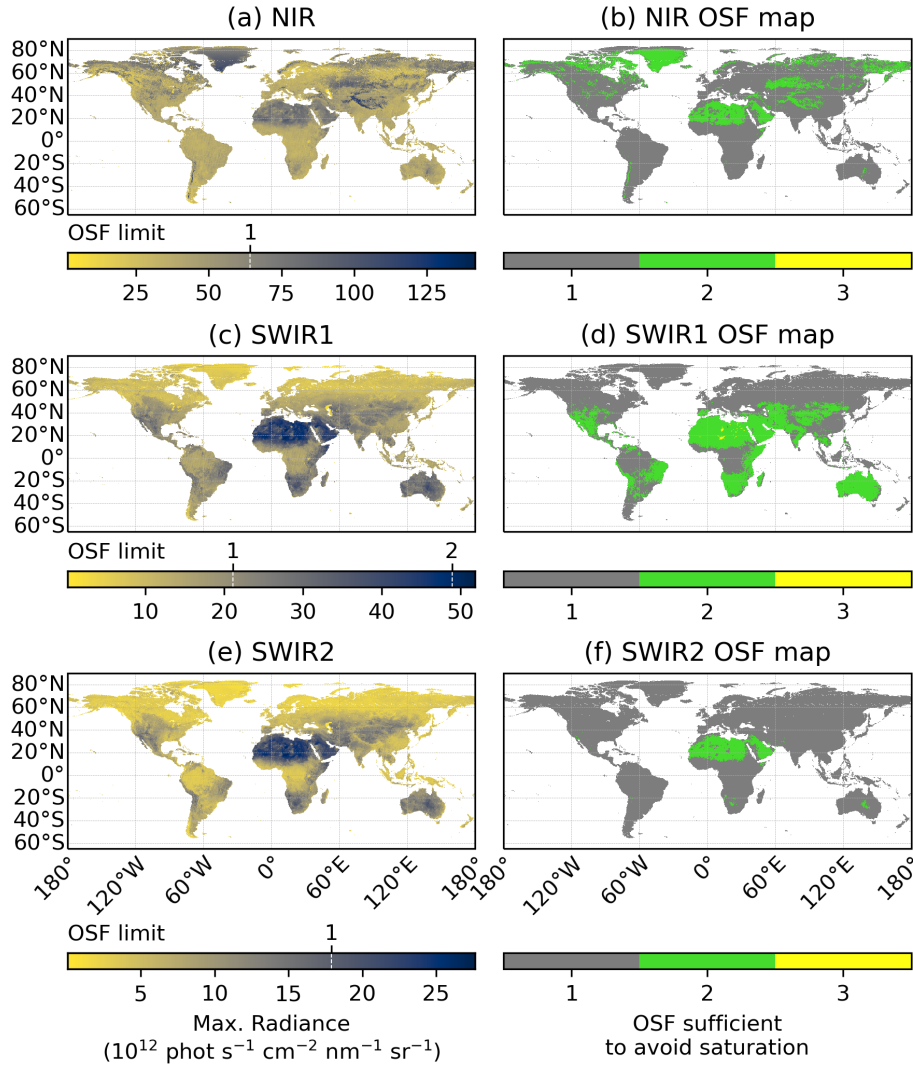 (a) NIR
(b) NIR OSF map
80°N
60°N
40°N
20°N
0°
20°S
40°S
60°S
OSF limit 1
25 50 75 100 125
1 2 3
(c) SWIR1
(d) SWIR1 OSF map
80°N
60°N
40°N
20°N
0°
20°S
40°S
60°S
OSF limit 1 2
10 20 30 40 50
1 2 3
(e) SWIR2
(f) SWIR2 OSF map
80°N
60°N
40°N
20°N
0°
20°S
40°S
60°S
180° 120°W 60°W 0° 60°E 120°E 180°
180° 120°W 60°W 0° 60°E 120°E 180°
OSF limit 1
5 10 15 20 25
1 2 3
Max. Radiance
(10¹² phot s⁻¹ cm⁻² nm⁻¹ sr⁻¹)
OSF sufficient
to avoid saturation